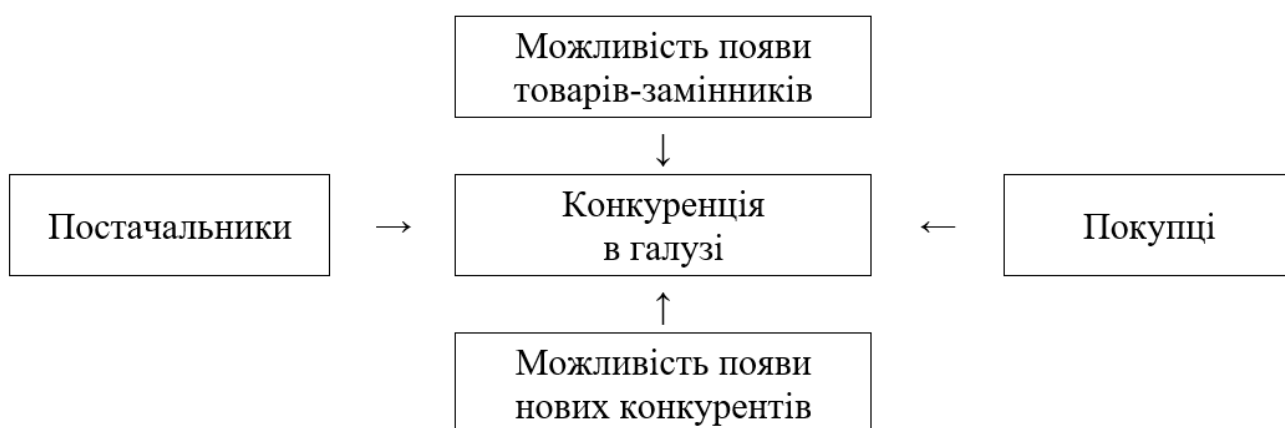 Можливість появи
товарів-замінників
↓
Постачальники
→
Конкуренція
в галузі
←
Покупці
↑
Можливість появи
нових конкурентів